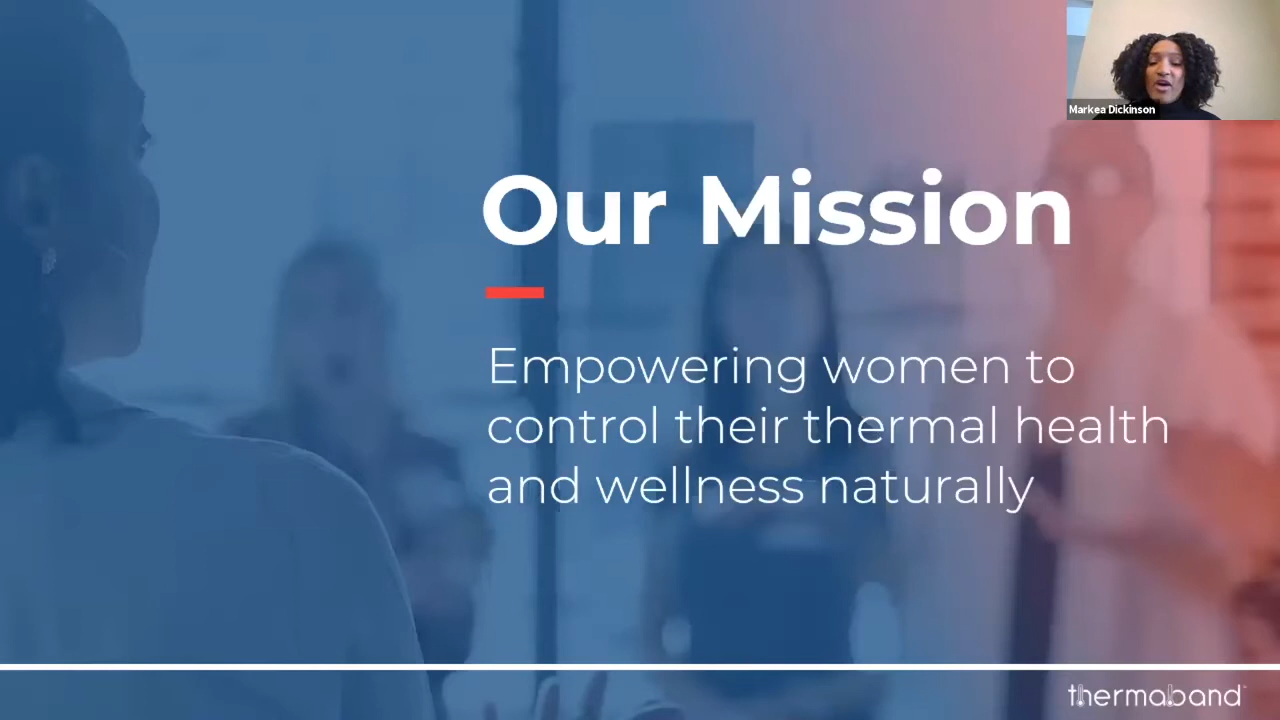 Markea Dickinson
Our Mission
Empowering women to
control their thermal health
and wellness naturally
thermaband